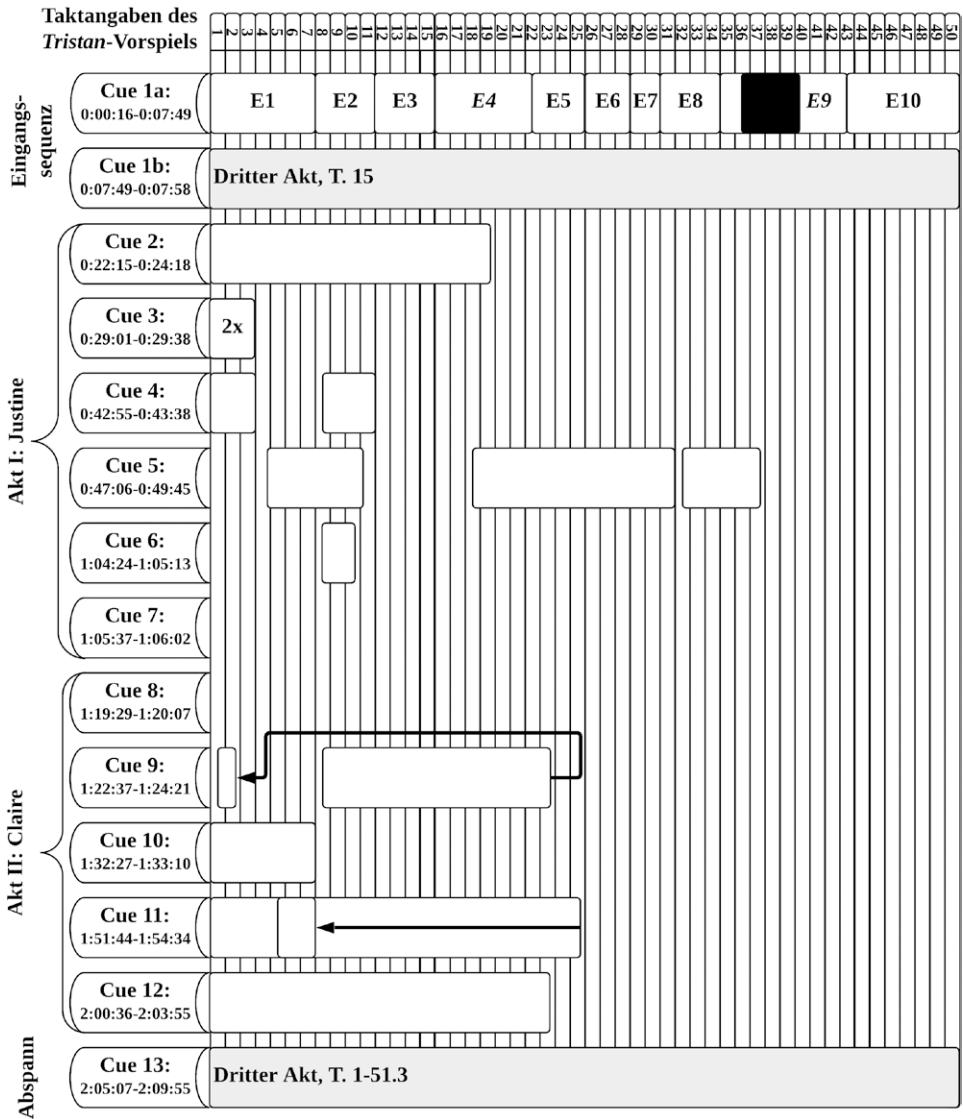 Taktangaben des
Tristan-Vorspiels
1 2 3 4 5 6 7 8 9 10 11 12 13 14 15 16 17 18 19 20 21 22 23 24 25 26 27 28 29 30 31 32 33 34 35 36 37 38 39 40 41 42 43 44 45 46 47 48 49 50
Eingangs-
sequenz
Cue 1a:
0:00:16-0:07:49
E1 E2 E3 E4 E5 E6 E7 E8 E9 E10
Cue 1b:
0:07:49-0:07:58
Dritter Akt, T. 15
Akt I: Justine
Cue 2:
0:22:15-0:24:18
Cue 3:
0:29:01-0:29:38
2x
Cue 4:
0:42:55-0:43:38
Cue 5:
0:47:06-0:49:45
Cue 6:
1:04:24-1:05:13
Cue 7:
1:05:37-1:06:02
Akt II: Claire
Cue 8:
1:19:29-1:20:07
Cue 9:
1:22:37-1:24:21
Cue 10:
1:32:27-1:33:10
Cue 11:
1:51:44-1:54:34
Cue 12:
2:00:36-2:03:55
Abspann
Cue 13:
2:05:07-2:09:55
Dritter Akt, T. 1-51.3